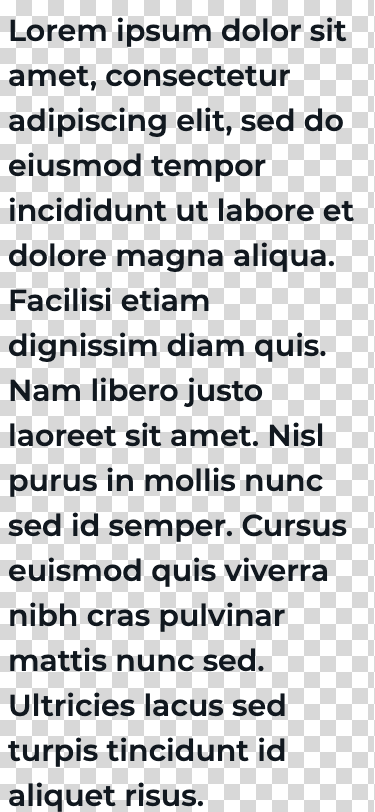 Lorem ipsum dolor sit
amet, consectetur
adipiscing elit, sed do
eiusmod tempor
incididunt ut labore et
dolore magna aliqua.
Facilisi etiam
dignissim diam quis.
Nam libero justo
laoreet sit amet. Nisl
purus in mollis nunc
sed id semper. Cursus
euismod quis viverra
nibh cras pulvinar
mattis nunc sed.
Ultricies lacus sed
turpis tincidunt id
aliquet risus.